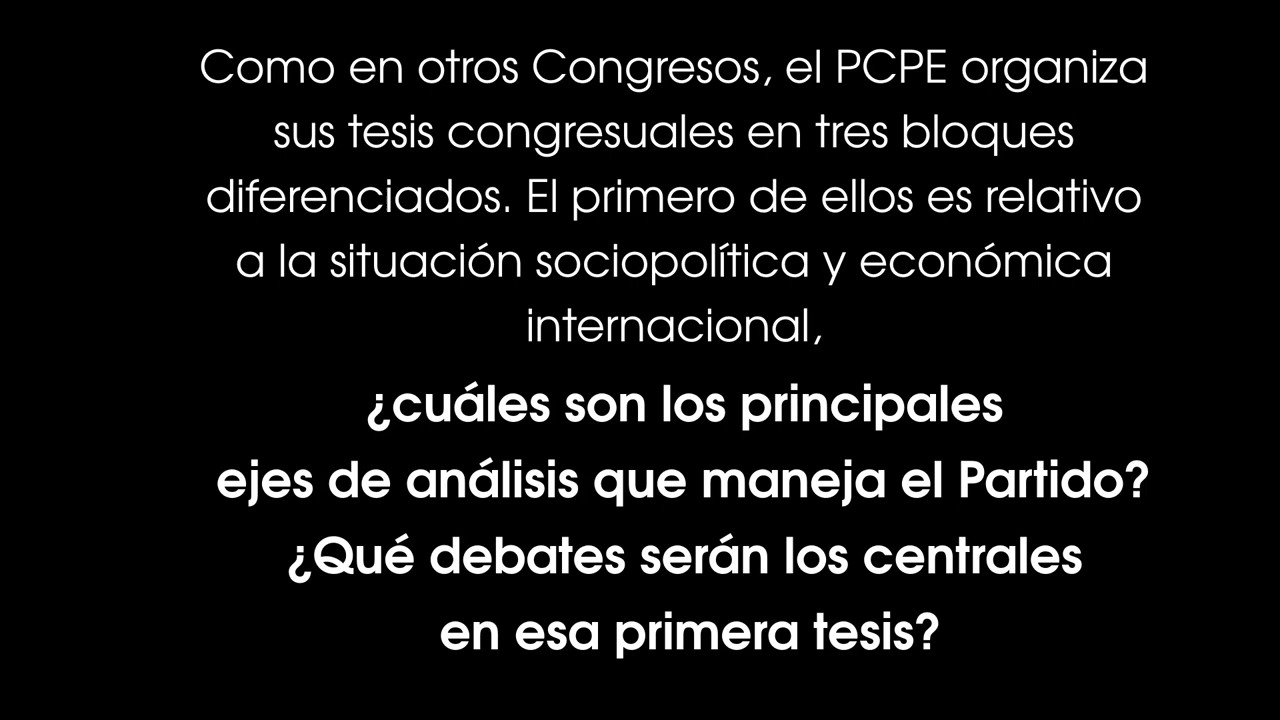 Como en otros Congresos, el PCPE organiza
sus tesis congresuales en tres bloques
diferenciados. El primero de ellos es relativo
a la situación sociopolítica y económica
internacional,
¿cuáles son los principales
ejes de análisis que maneja el Partido?
¿Qué debates serán los centrales
en esa primera tesis?